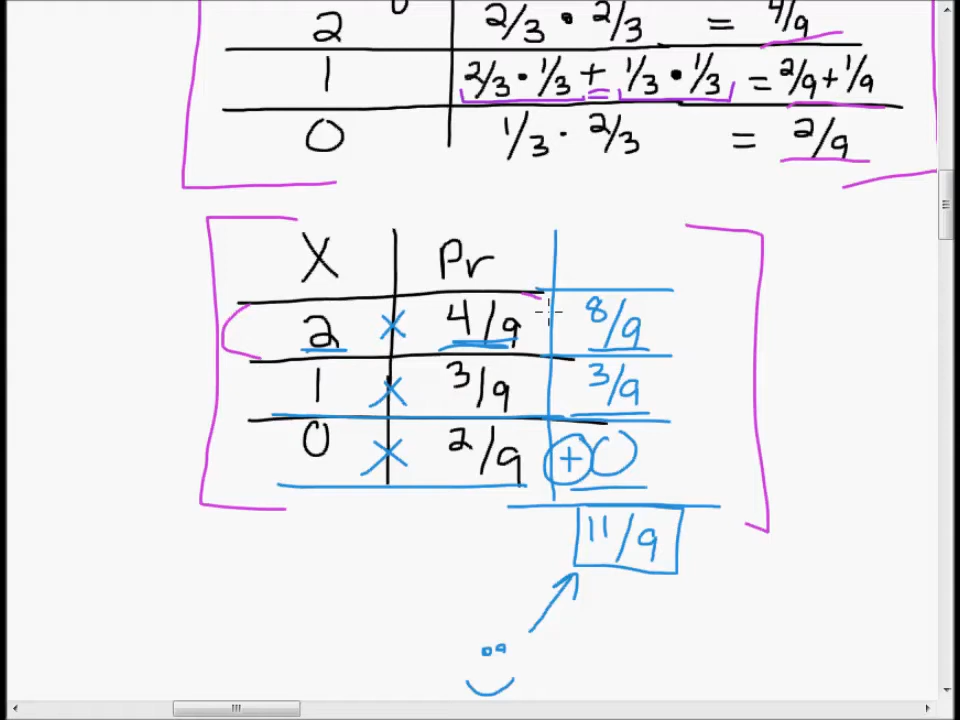 2 2/3 · 2/3 = 4/9
1 2/3 · 1/3 + 1/3 · 1/3 = 2/9 + 1/9
=
0 1/3 · 2/3 = 2/9
X Pr
2 × 4/9 8/9
1 × 3/9 3/9
0 × 2/9 + 0
11/9